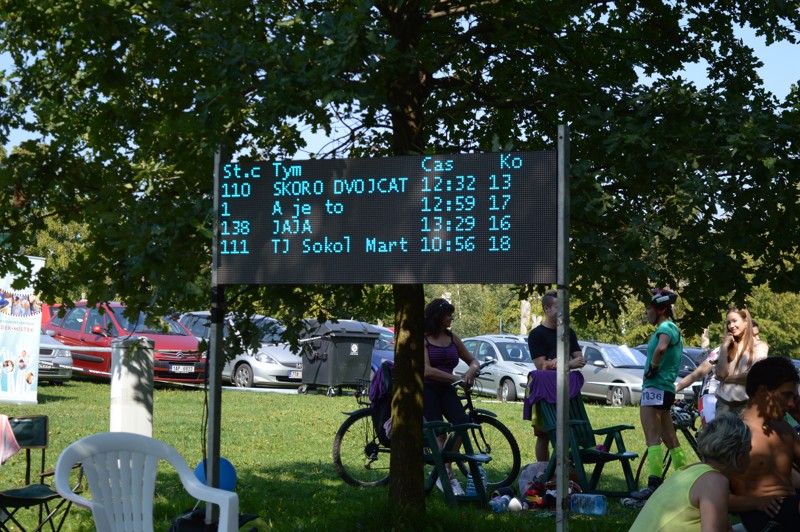 St.c Tym Cas Ko
110 SKORO DVOJCAT 12:32 13
1 A je to 12:59 17
138 JAJA 13:29 16
111 TJ Sokol Mart 10:56 18